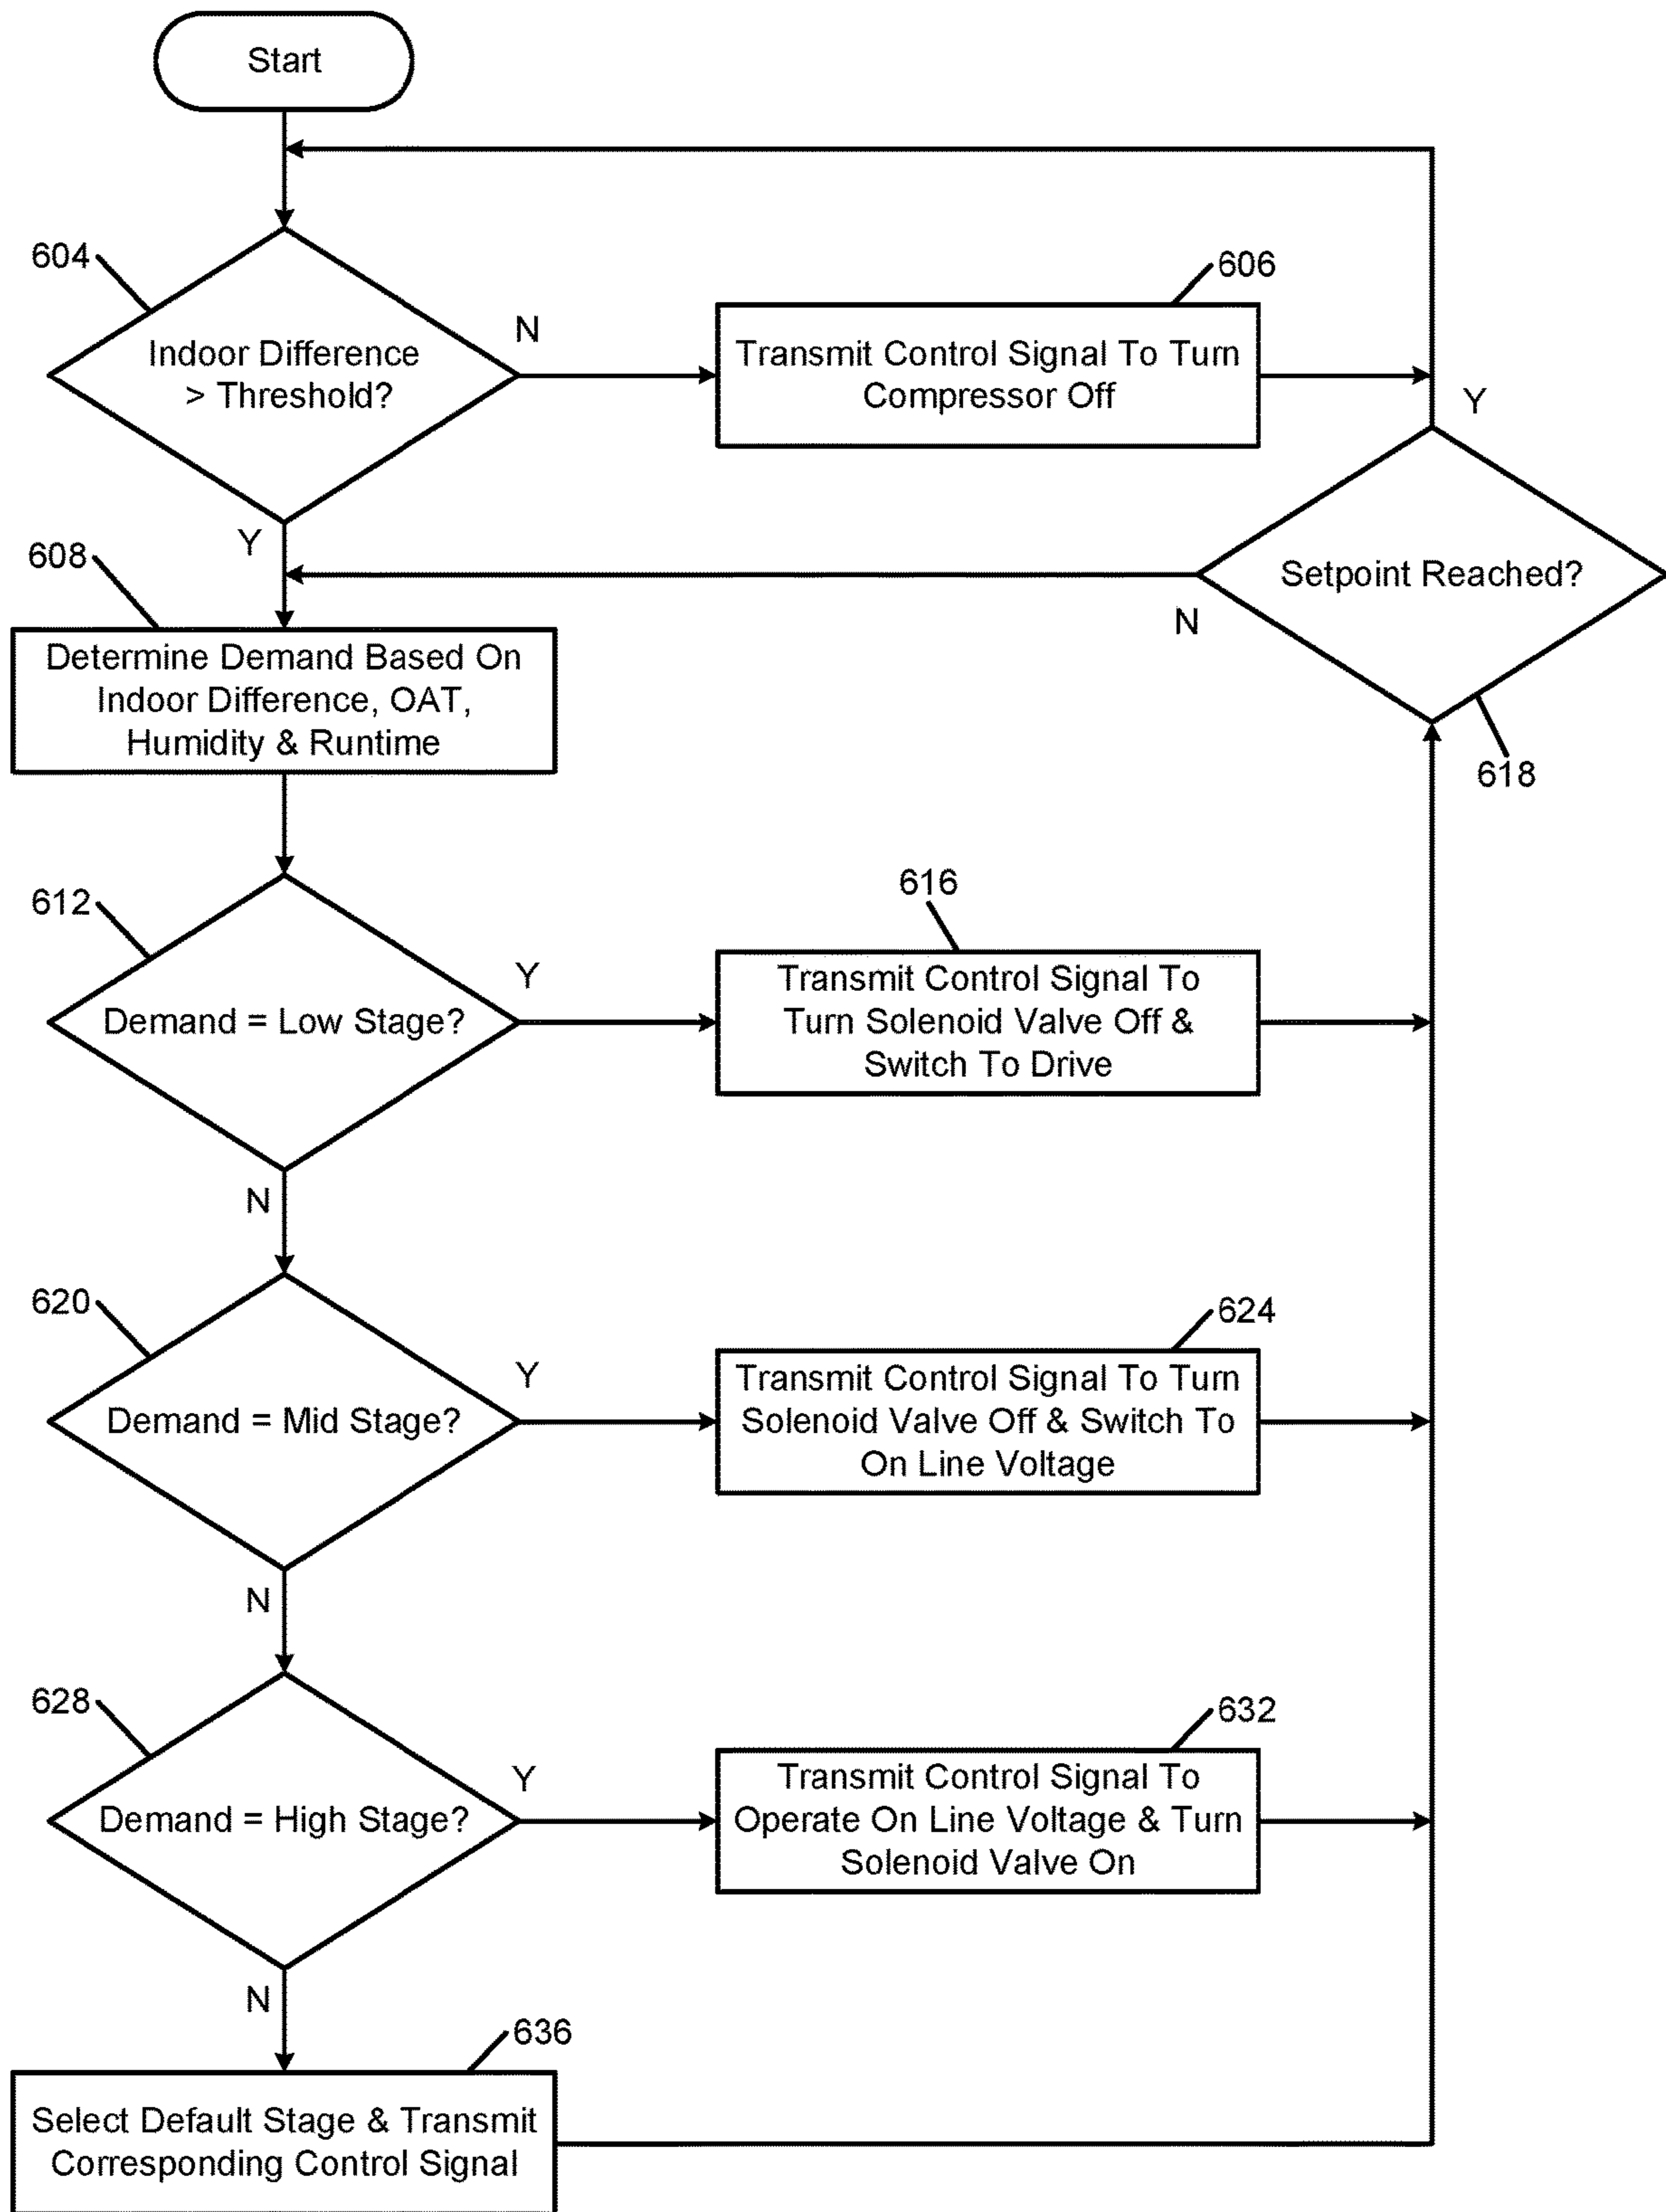 Start
604
Indoor Difference
> Threshold?
N
606
Transmit Control Signal To Turn
Compressor Off
Y
Y
Setpoint Reached?
N
618
608
Determine Demand Based On
Indoor Difference, OAT,
Humidity & Runtime
612
Demand = Low Stage?
Y
616
Transmit Control Signal To
Turn Solenoid Valve Off &
Switch To Drive
N
620
Demand = Mid Stage?
Y
624
Transmit Control Signal To Turn
Solenoid Valve Off & Switch To
On Line Voltage
N
628
Demand = High Stage?
Y
632
Transmit Control Signal To
Operate On Line Voltage & Turn
Solenoid Valve On
N
636
Select Default Stage & Transmit
Corresponding Control Signal